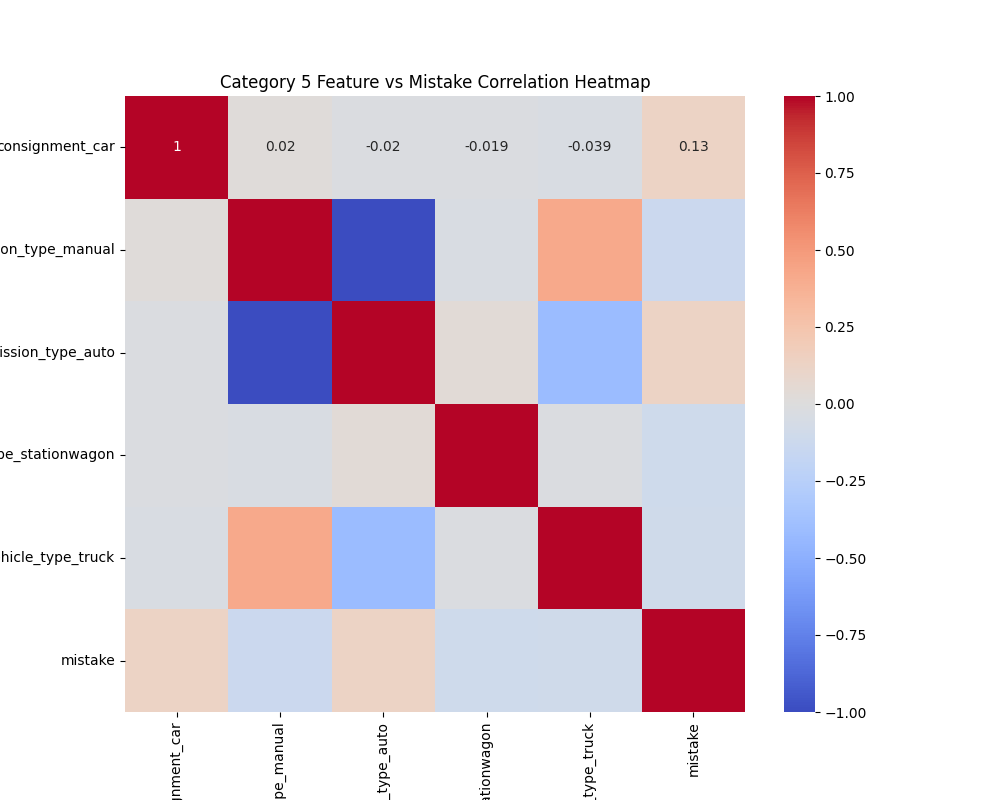 Category 5 Feature vs Mistake Correlation Heatmap
consignment_car
1 0.02 -0.02 -0.019 -0.039 0.13
on_type_manual
ission_type_auto
pe_stationwagon
hicle_type_truck
mistake
1.00
0.75
0.50
0.25
0.00
−0.25
−0.50
−0.75
−1.00
gnment_car
pe_manual
_type_auto
ationwagon
_type_truck
mistake